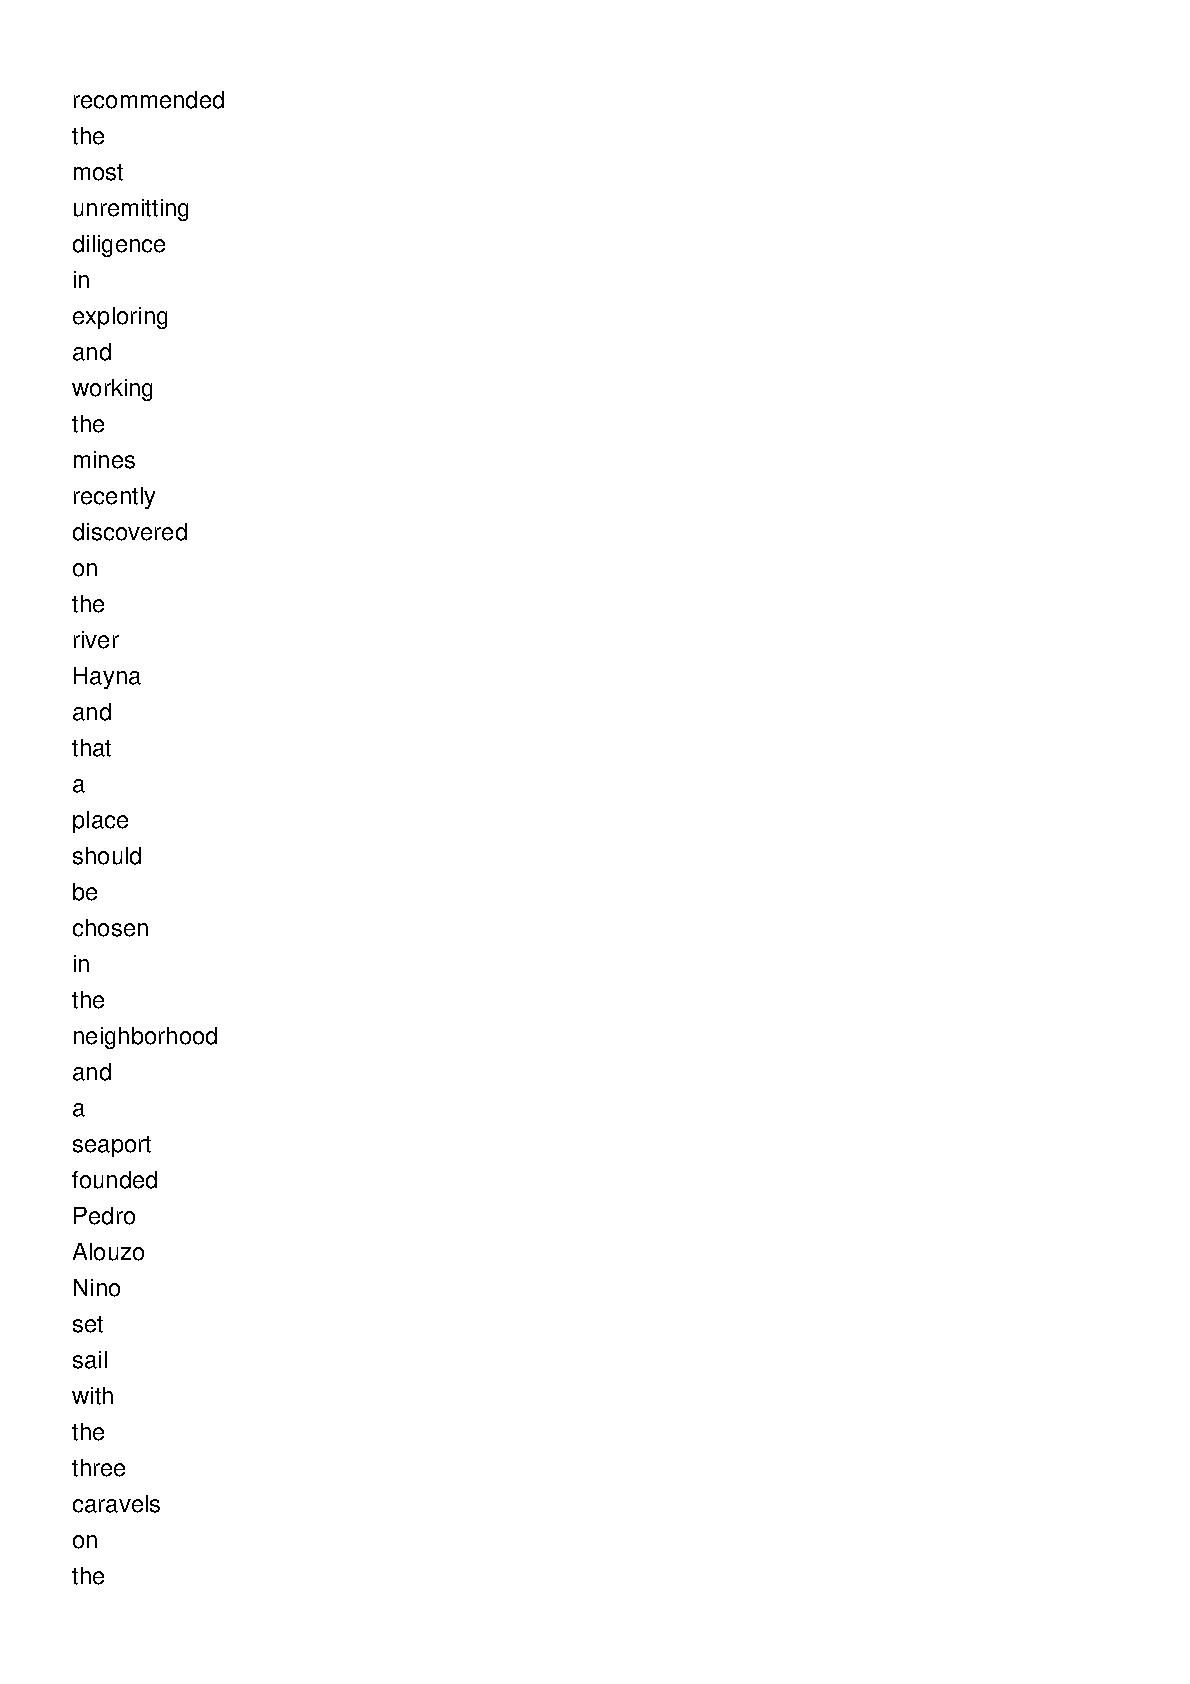 recommended
the
most
unremitting
diligence
in
exploring
and
working
the
mines
recently
discovered
on
the
river
Hayna
and
that
a
place
should
be
chosen
in
the
neighborhood
and
a
seaport
founded
Pedro
Alouzo
Nino
set
sail
with
the
three
caravels
on
the